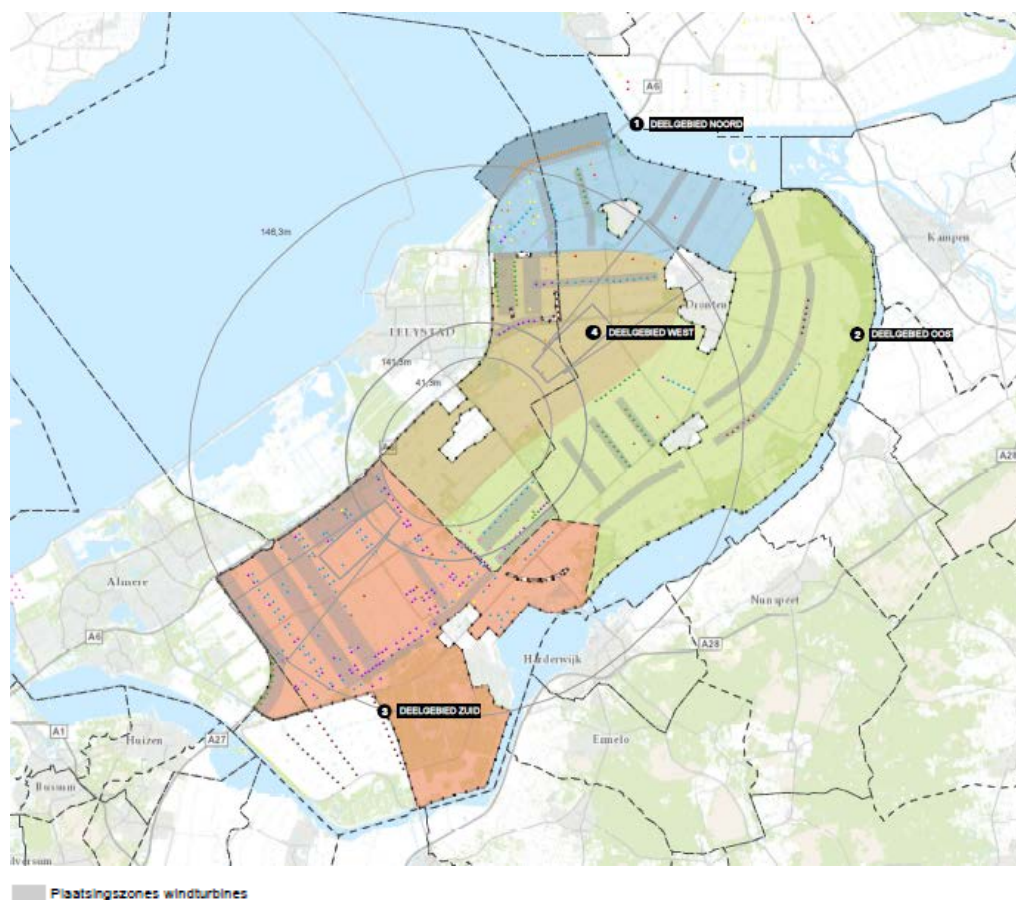 A6
1 DEELGEBIED NOORD
Kampen
146,3m
Dronten
LELYSTAD
4 DEELGEBIED WEST
2 DEELGEBIED OOST
141,3m
41,3m
A28
Almere
Nunspeet
A6
A28
Harderwijk
3 DEELGEBIED ZUID
A1
Huizen
A27
Ermelo
Bussum
ilversum
Plaatsingszones windturbines